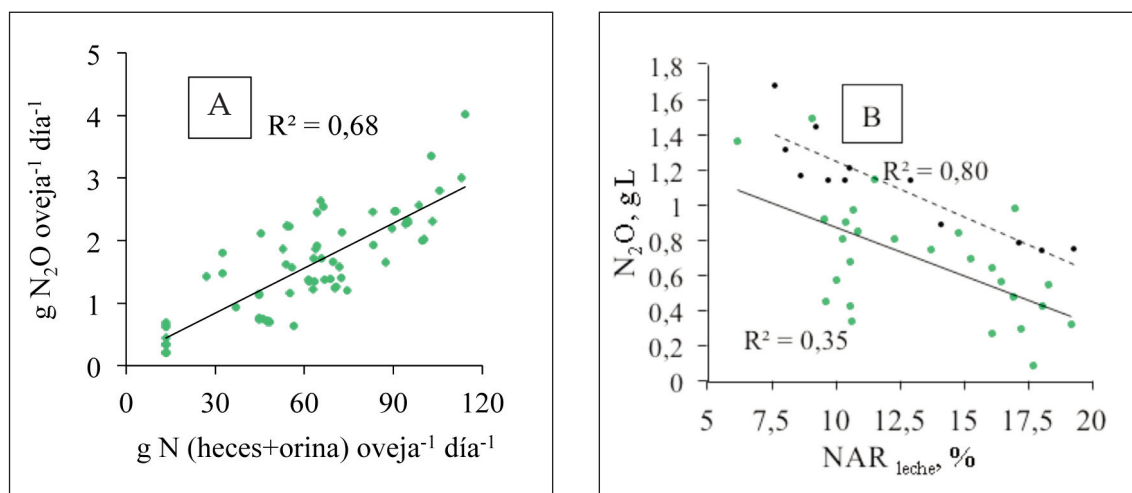 A
R² = 0,68
g N₂O oveja⁻¹ día⁻¹
5
4
3
2
1
0
0 30 60 90 120
g N (heces+orina) oveja⁻¹ día⁻¹
B
R² = 0,80
R² = 0,35
N₂O, g L
1,8
1,6
1,4
1,2
1
0,8
0,6
0,4
0,2
0
5 7,5 10 12,5 15 17,5 20
NAR leche, %